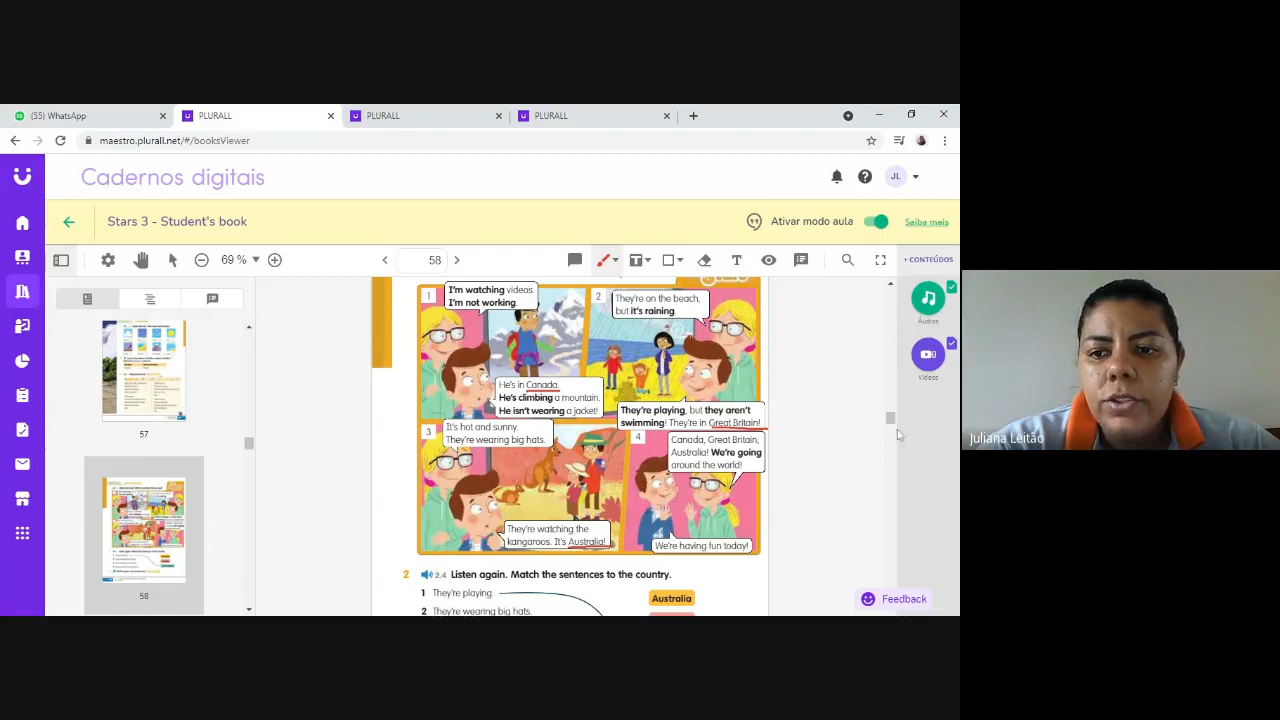 (55) WhatsApp
PLURALL
PLURALL
PLURALL
maestro.plurall.net/#/booksViewer
Cadernos digitais
JL
Stars 3 - Student's book
Ativar modo aula
Saiba mais
69 %
58
+ CONTEÚDOS
57
58
1
I'm watching videos.
I'm not working.
He's in Canada.
He's climbing a mountain.
He isn't wearing a jacket!
2
They're on the beach,
but it's raining.
They're playing, but they aren't
swimming! They're in Great Britain!
3
It's hot and sunny.
They're wearing big hats.
They're watching the
kangaroos. It's Australia!
4
Canada, Great Britain,
Australia! We're going
around the world!
We're having fun today!
2 2.4 Listen again. Match the sentences to the country.
1 They're playing.
Australia
2 They're wearing big hats.
Áudios
Vídeos
Feedback
Juliana Leitão